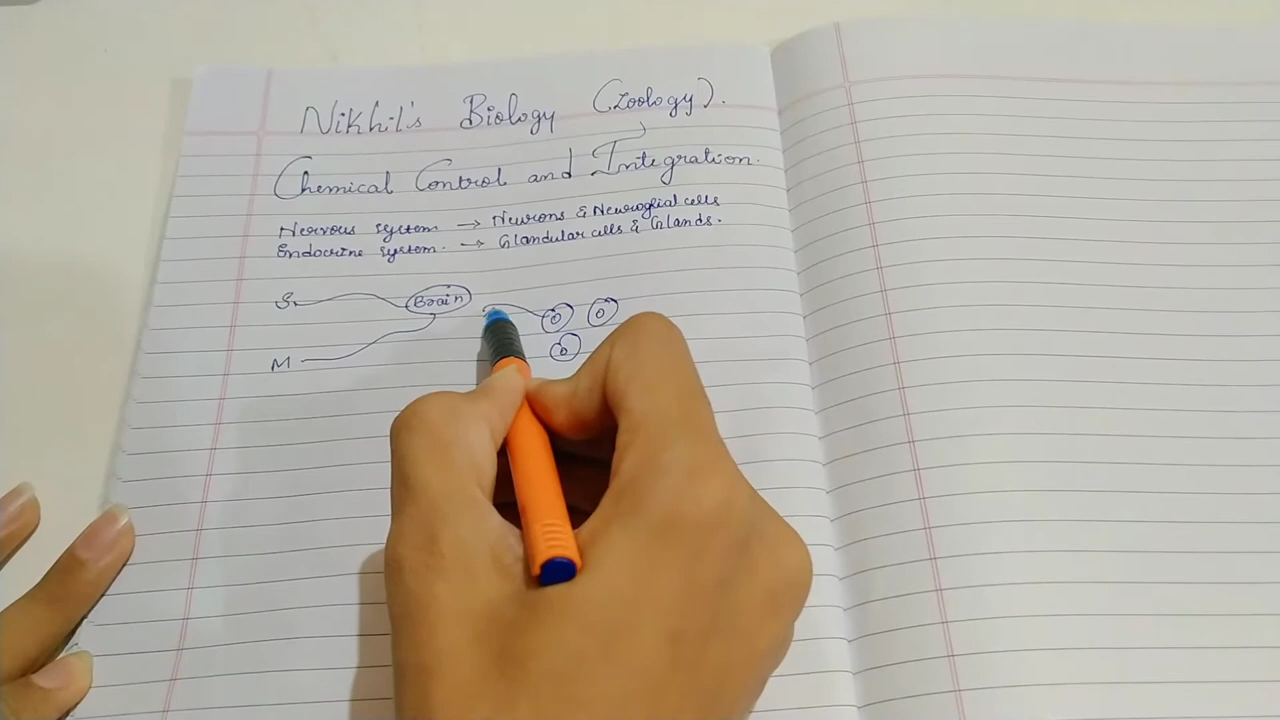 Nikhil's Biology (Zoology).
Chemical Control and Integration.
Nervous system → Neurons & Neuroglial cells
Endocrine system. → Glandular cells & Glands.
S
Brain
M